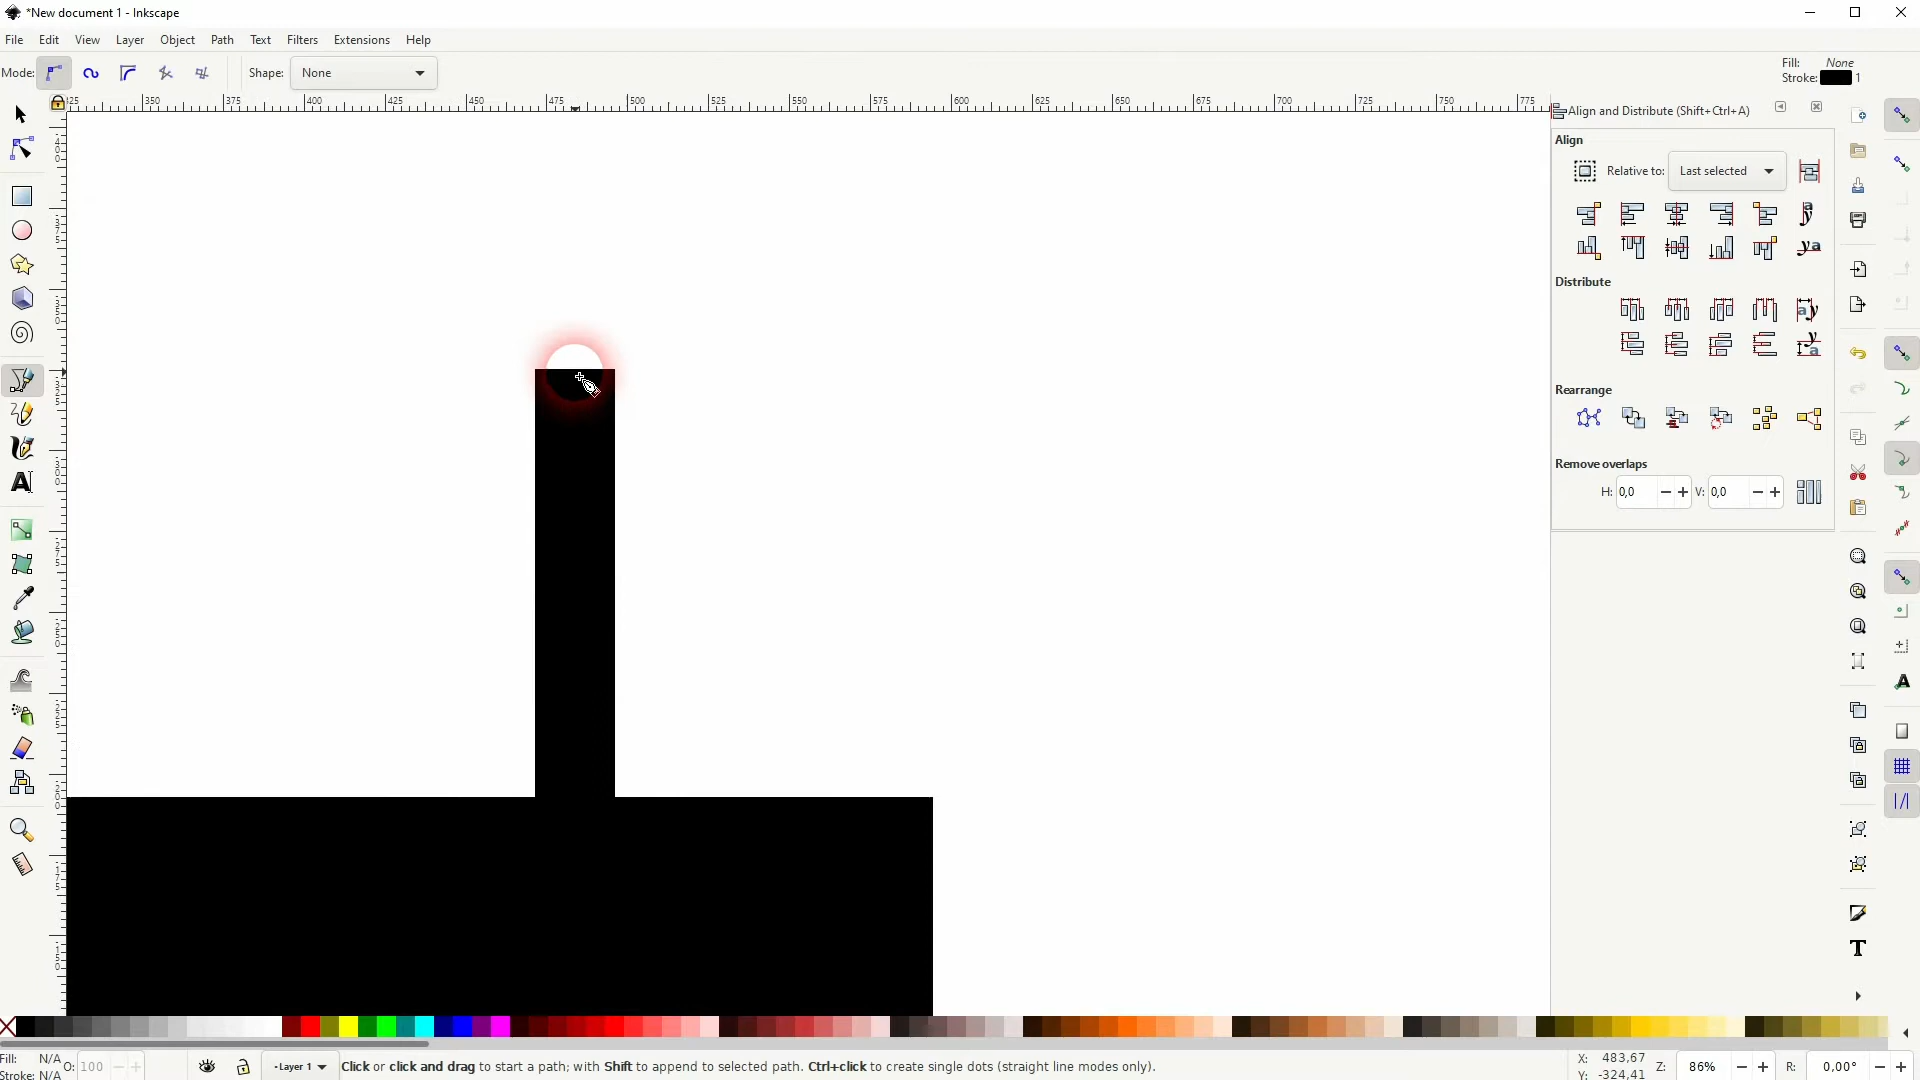 *New document 1 - Inkscape
File Edit View Layer Object Path Text Filters Extensions Help
Mode: Shape: None
Fill: None
Stroke: 1
325 350 375 400 425 450 475 500 525 550 575 600 625 650 675 700 725 750 775
Align and Distribute (Shift+Ctrl+A)
Align
Relative to: Last selected
Distribute
Rearrange
Remove overlaps
H: 0,0 V: 0,0
Fill: N/A O: 100
Stroke: N/A
Layer 1
Click or click and drag to start a path; with Shift to append to selected path. Ctrl+click to create single dots (straight line modes only).
X: 483,67
Y: -324,41
Z: 86% R: 0,00°